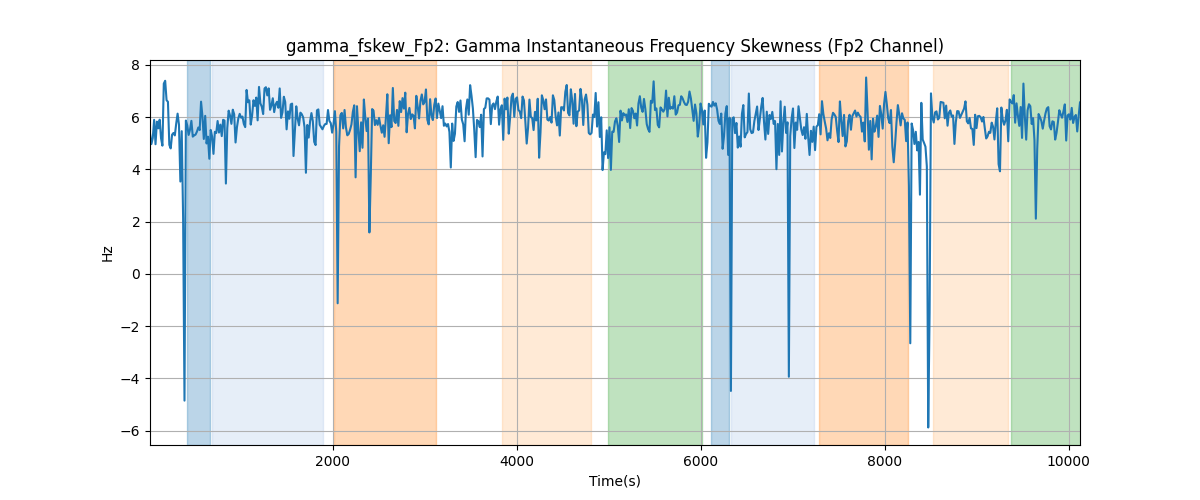 gamma_fskew_Fp2: Gamma Instantaneous Frequency Skewness (Fp2 Channel)
8
6
4
2
0
−2
−4
−6
Hz
2000 4000 6000 8000 10000
Time(s)